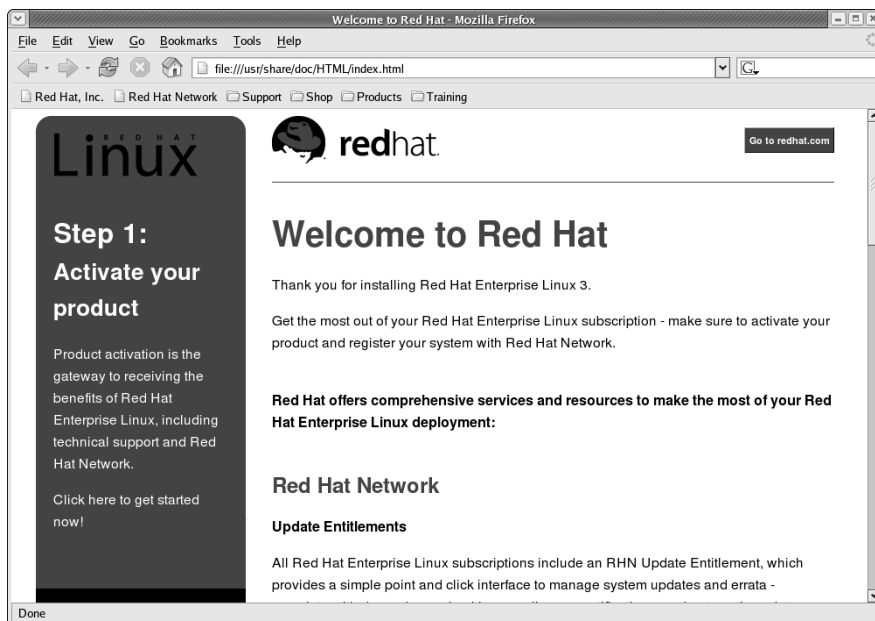 Welcome to Red Hat - Mozilla Firefox
File Edit View Go Bookmarks Tools Help
file:///usr/share/doc/HTML/index.html
G
Red Hat, Inc. Red Hat Network Support Shop Products Training
RED HAT
Linux
Step 1:
Activate your
product
Product activation is the
gateway to receiving the
benefits of Red Hat
Enterprise Linux, including
technical support and Red
Hat Network.
Click here to get started
now!
redhat.
Go to redhat.com
Welcome to Red Hat
Thank you for installing Red Hat Enterprise Linux 3.
Get the most out of your Red Hat Enterprise Linux subscription - make sure to activate your
product and register your system with Red Hat Network.
Red Hat offers comprehensive services and resources to make the most of your Red
Hat Enterprise Linux deployment:
Red Hat Network
Update Entitlements
All Red Hat Enterprise Linux subscriptions include an RHN Update Entitlement, which
provides a simple point and click interface to manage system updates and errata -
Done